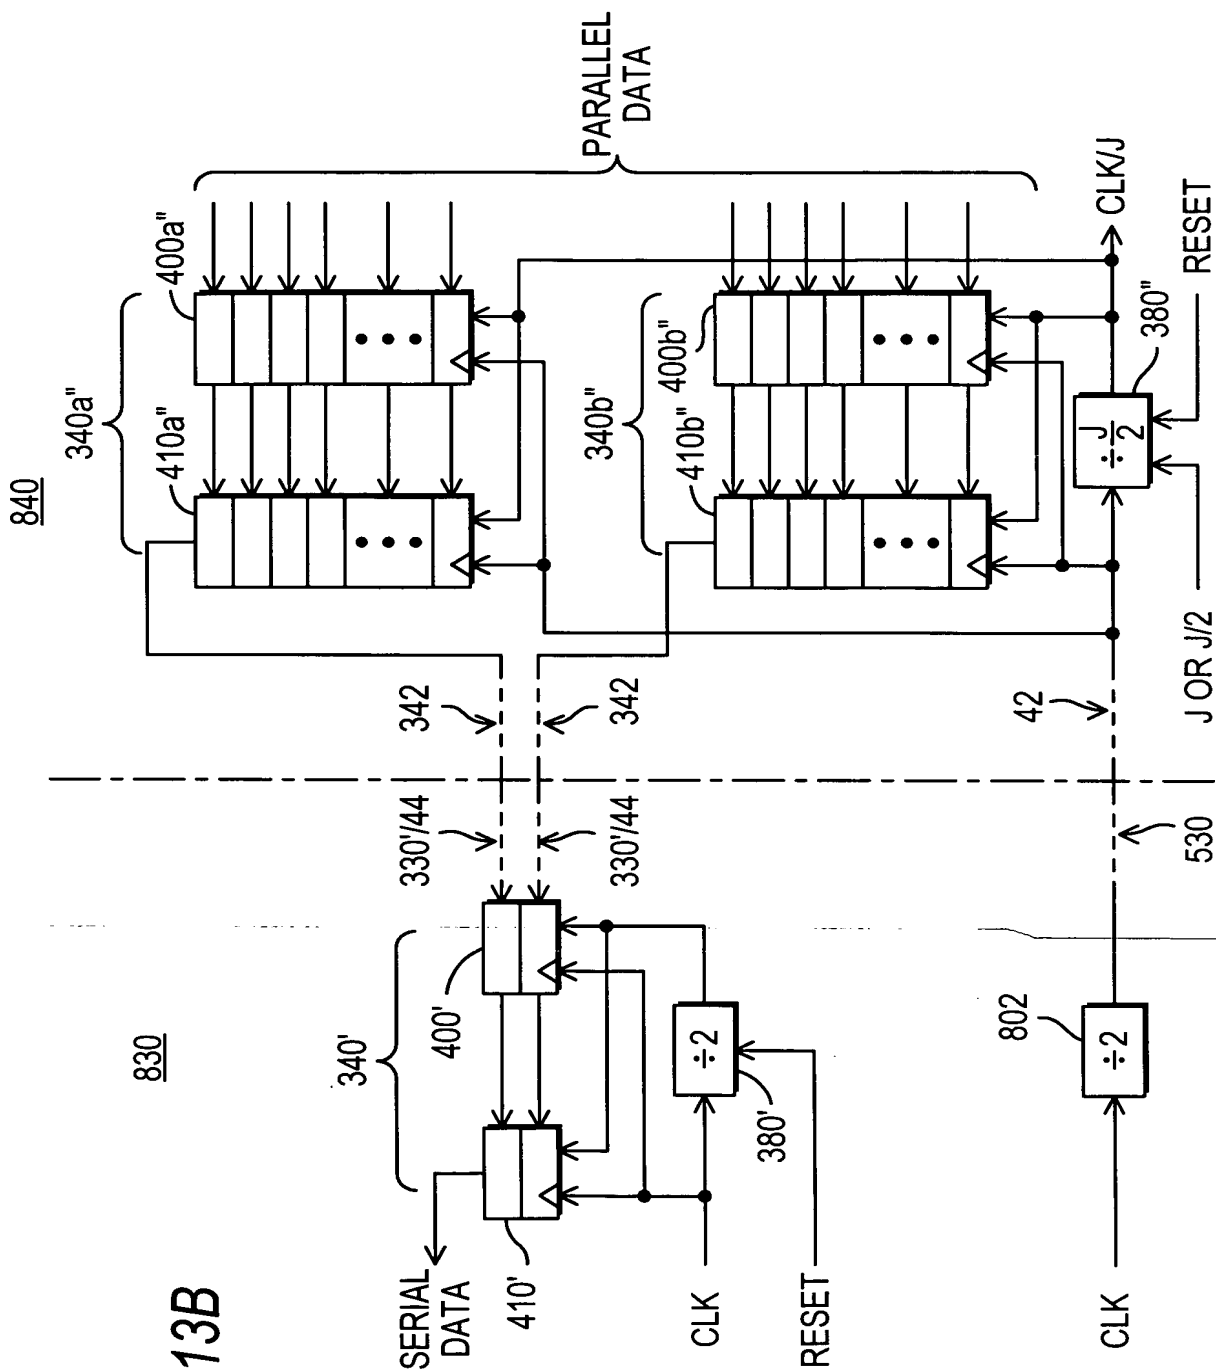 13B
830
840
SERIAL
DATA
410'
340'
400'
330'/44
330'/44
342
342
340a"
410a"
400a"
340b"
410b"
400b"
PARALLEL
DATA
CLK
÷2
380'
RESET
CLK
÷2
802
530
42
÷J/2
380"
J OR J/2
RESET
CLK/J